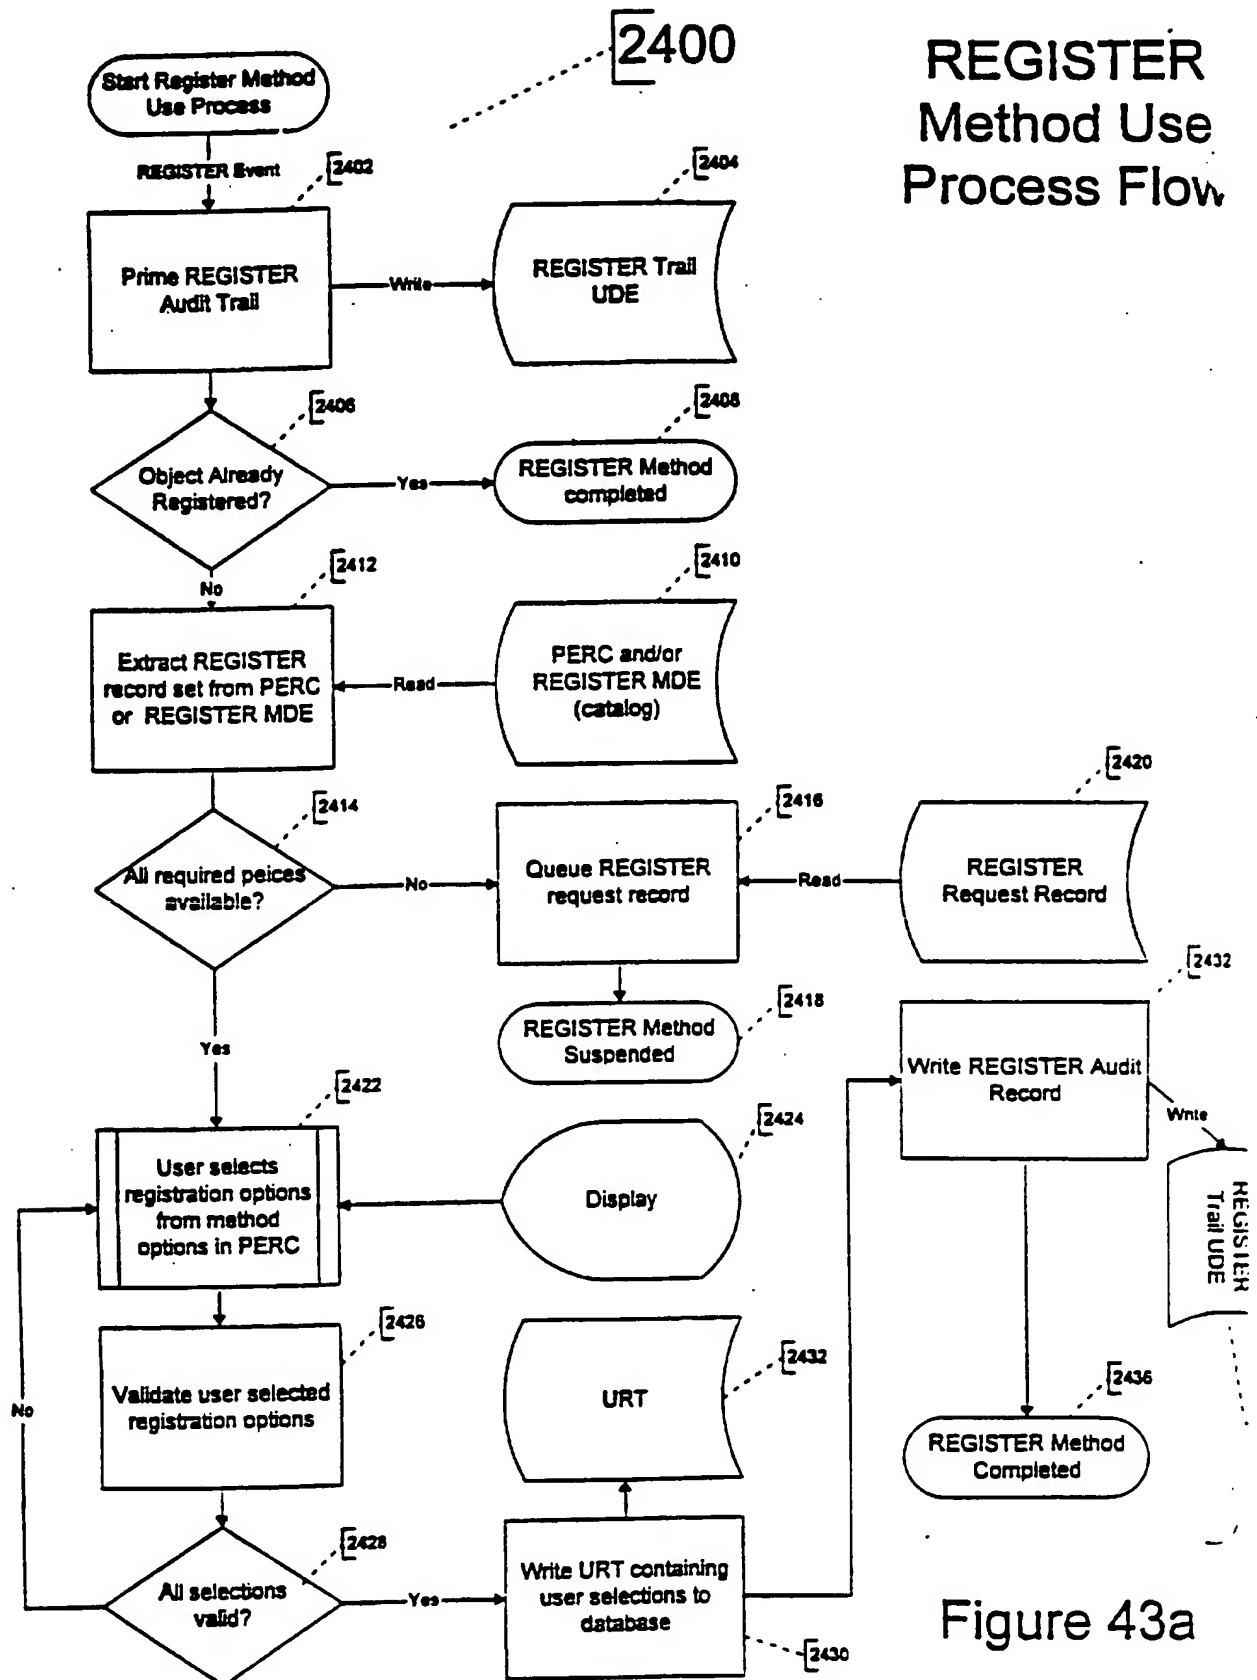 2400
REGISTER
Method Use
Process Flow
Start Register Method
Use Process
REGISTER Event
2402
2404
Prime REGISTER
Audit Trail
Write
REGISTER Trail
UDE
2406
2408
Object Already
Registered?
Yes
REGISTER Method
completed
No
2412
2410
Extract REGISTER
record set from PERC
or REGISTER MDE
Read
PERC and/or
REGISTER MDE
(catalog)
2414
2416
2420
All required peices
available?
No
Queue REGISTER
request record
Read
REGISTER
Request Record
Yes
2418
REGISTER Method
Suspended
2432
Write REGISTER Audit
Record
Write
REGISTER
Trail UDE
2422
2424
User selects
registration options
from method
options in PERC
Display
2426
2432
Validate user selected
registration options
URT
No
2436
REGISTER Method
Completed
2428
All selections
valid?
Yes
Write URT containing
user selections to
database
2430
Figure 43a